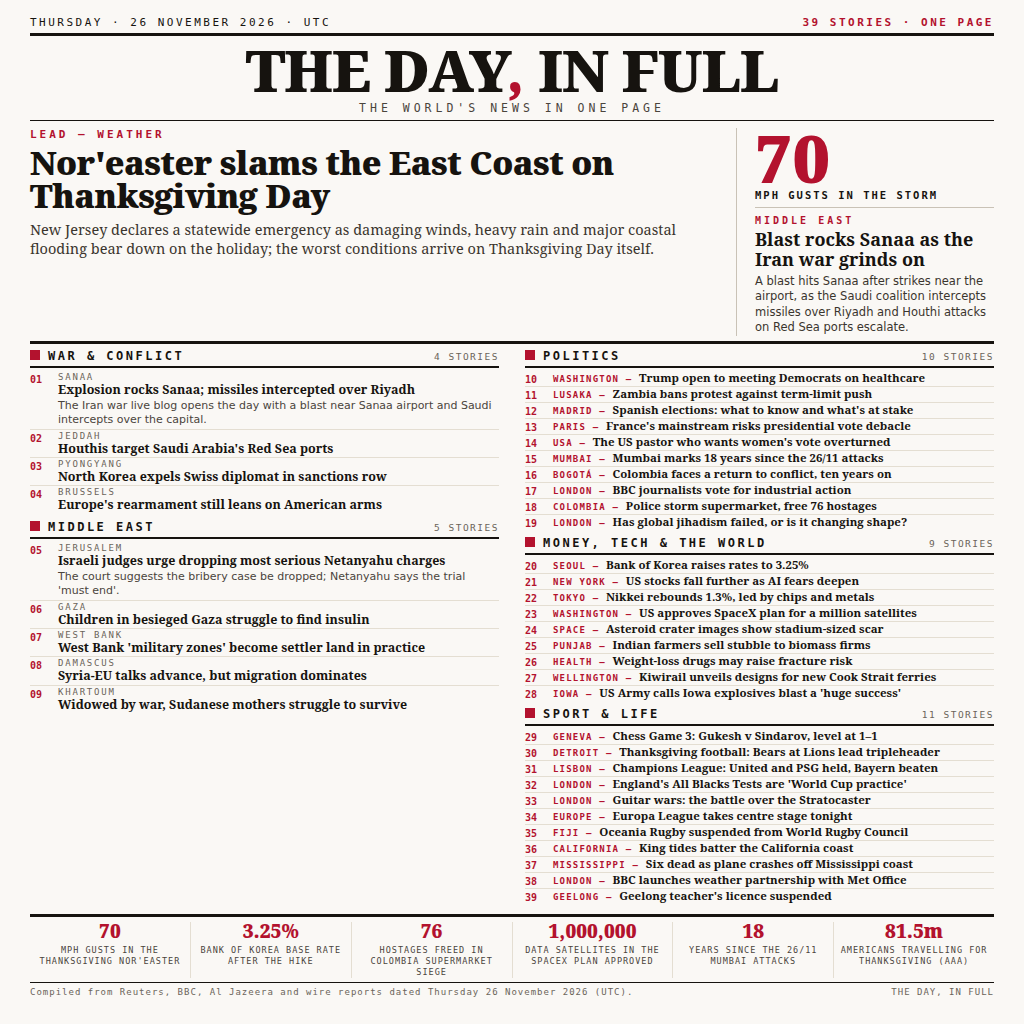 THURSDAY · 26 NOVEMBER 2026 · UTC
39 STORIES · ONE PAGE
THE DAY, IN FULL
THE WORLD'S NEWS IN ONE PAGE
LEAD — WEATHER
Nor'easter slams the East Coast on
Thanksgiving Day
New Jersey declares a statewide emergency as damaging winds, heavy rain and major coastal
flooding bear down on the holiday; the worst conditions arrive on Thanksgiving Day itself.
70
MPH GUSTS IN THE STORM
MIDDLE EAST
Blast rocks Sanaa as the
Iran war grinds on
A blast hits Sanaa after strikes near the
airport, as the Saudi coalition intercepts
missiles over Riyadh and Houthi attacks
on Red Sea ports escalate.
WAR & CONFLICT
4 STORIES
01 SANAA
Explosion rocks Sanaa; missiles intercepted over Riyadh
The Iran war live blog opens the day with a blast near Sanaa airport and Saudi
intercepts over the capital.
02 JEDDAH
Houthis target Saudi Arabia's Red Sea ports
03 PYONGYANG
North Korea expels Swiss diplomat in sanctions row
04 BRUSSELS
Europe's rearmament still leans on American arms
MIDDLE EAST
5 STORIES
05 JERUSALEM
Israeli judges urge dropping most serious Netanyahu charges
The court suggests the bribery case be dropped; Netanyahu says the trial
'must end'.
06 GAZA
Children in besieged Gaza struggle to find insulin
07 WEST BANK
West Bank 'military zones' become settler land in practice
08 DAMASCUS
Syria-EU talks advance, but migration dominates
09 KHARTOUM
Widowed by war, Sudanese mothers struggle to survive
POLITICS
10 STORIES
10 WASHINGTON — Trump open to meeting Democrats on healthcare
11 LUSAKA — Zambia bans protest against term-limit push
12 MADRID — Spanish elections: what to know and what's at stake
13 PARIS — France's mainstream risks presidential vote debacle
14 USA — The US pastor who wants women's vote overturned
15 MUMBAI — Mumbai marks 18 years since the 26/11 attacks
16 BOGOTÁ — Colombia faces a return to conflict, ten years on
17 LONDON — BBC journalists vote for industrial action
18 COLOMBIA — Police storm supermarket, free 76 hostages
19 LONDON — Has global jihadism failed, or is it changing shape?
MONEY, TECH & THE WORLD
9 STORIES
20 SEOUL — Bank of Korea raises rates to 3.25%
21 NEW YORK — US stocks fall further as AI fears deepen
22 TOKYO — Nikkei rebounds 1.3%, led by chips and metals
23 WASHINGTON — US approves SpaceX plan for a million satellites
24 SPACE — Asteroid crater images show stadium-sized scar
25 PUNJAB — Indian farmers sell stubble to biomass firms
26 HEALTH — Weight-loss drugs may raise fracture risk
27 WELLINGTON — Kiwirail unveils designs for new Cook Strait ferries
28 IOWA — US Army calls Iowa explosives blast a 'huge success'
SPORT & LIFE
11 STORIES
29 GENEVA — Chess Game 3: Gukesh v Sindarov, level at 1–1
30 DETROIT — Thanksgiving football: Bears at Lions lead tripleheader
31 LISBON — Champions League: United and PSG held, Bayern beaten
32 LONDON — England's All Blacks Tests are 'World Cup practice'
33 LONDON — Guitar wars: the battle over the Stratocaster
34 EUROPE — Europa League takes centre stage tonight
35 FIJI — Oceania Rugby suspended from World Rugby Council
36 CALIFORNIA — King tides batter the California coast
37 MISSISSIPPI — Six dead as plane crashes off Mississippi coast
38 LONDON — BBC launches weather partnership with Met Office
39 GEELONG — Geelong teacher's licence suspended
70
MPH GUSTS IN THE
THANKSGIVING NOR'EASTER
3.25%
BANK OF KOREA BASE RATE
AFTER THE HIKE
76
HOSTAGES FREED IN
COLOMBIA SUPERMARKET
SIEGE
1,000,000
DATA SATELLITES IN THE
SPACEX PLAN APPROVED
18
YEARS SINCE THE 26/11
MUMBAI ATTACKS
81.5m
AMERICANS TRAVELLING FOR
THANKSGIVING (AAA)
Compiled from Reuters, BBC, Al Jazeera and wire reports dated Thursday 26 November 2026 (UTC).
THE DAY, IN FULL